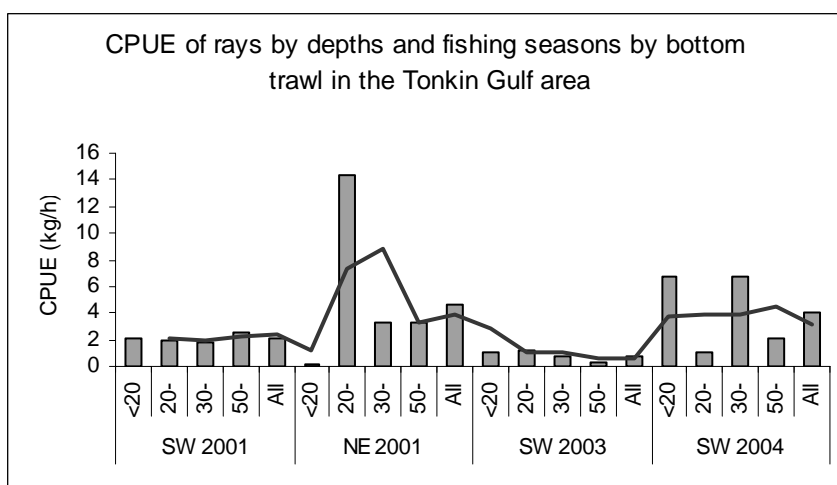 CPUE of rays by depths and fishing seasons by bottom
trawl in the Tonkin Gulf area
CPUE (kg/h)
16
14
12
10
8
6
4
2
0
<20 20- 30- 50- All <20 20- 30- 50- All <20 20- 30- 50- All <20 20- 30- 50- All
SW 2001 NE 2001 SW 2003 SW 2004